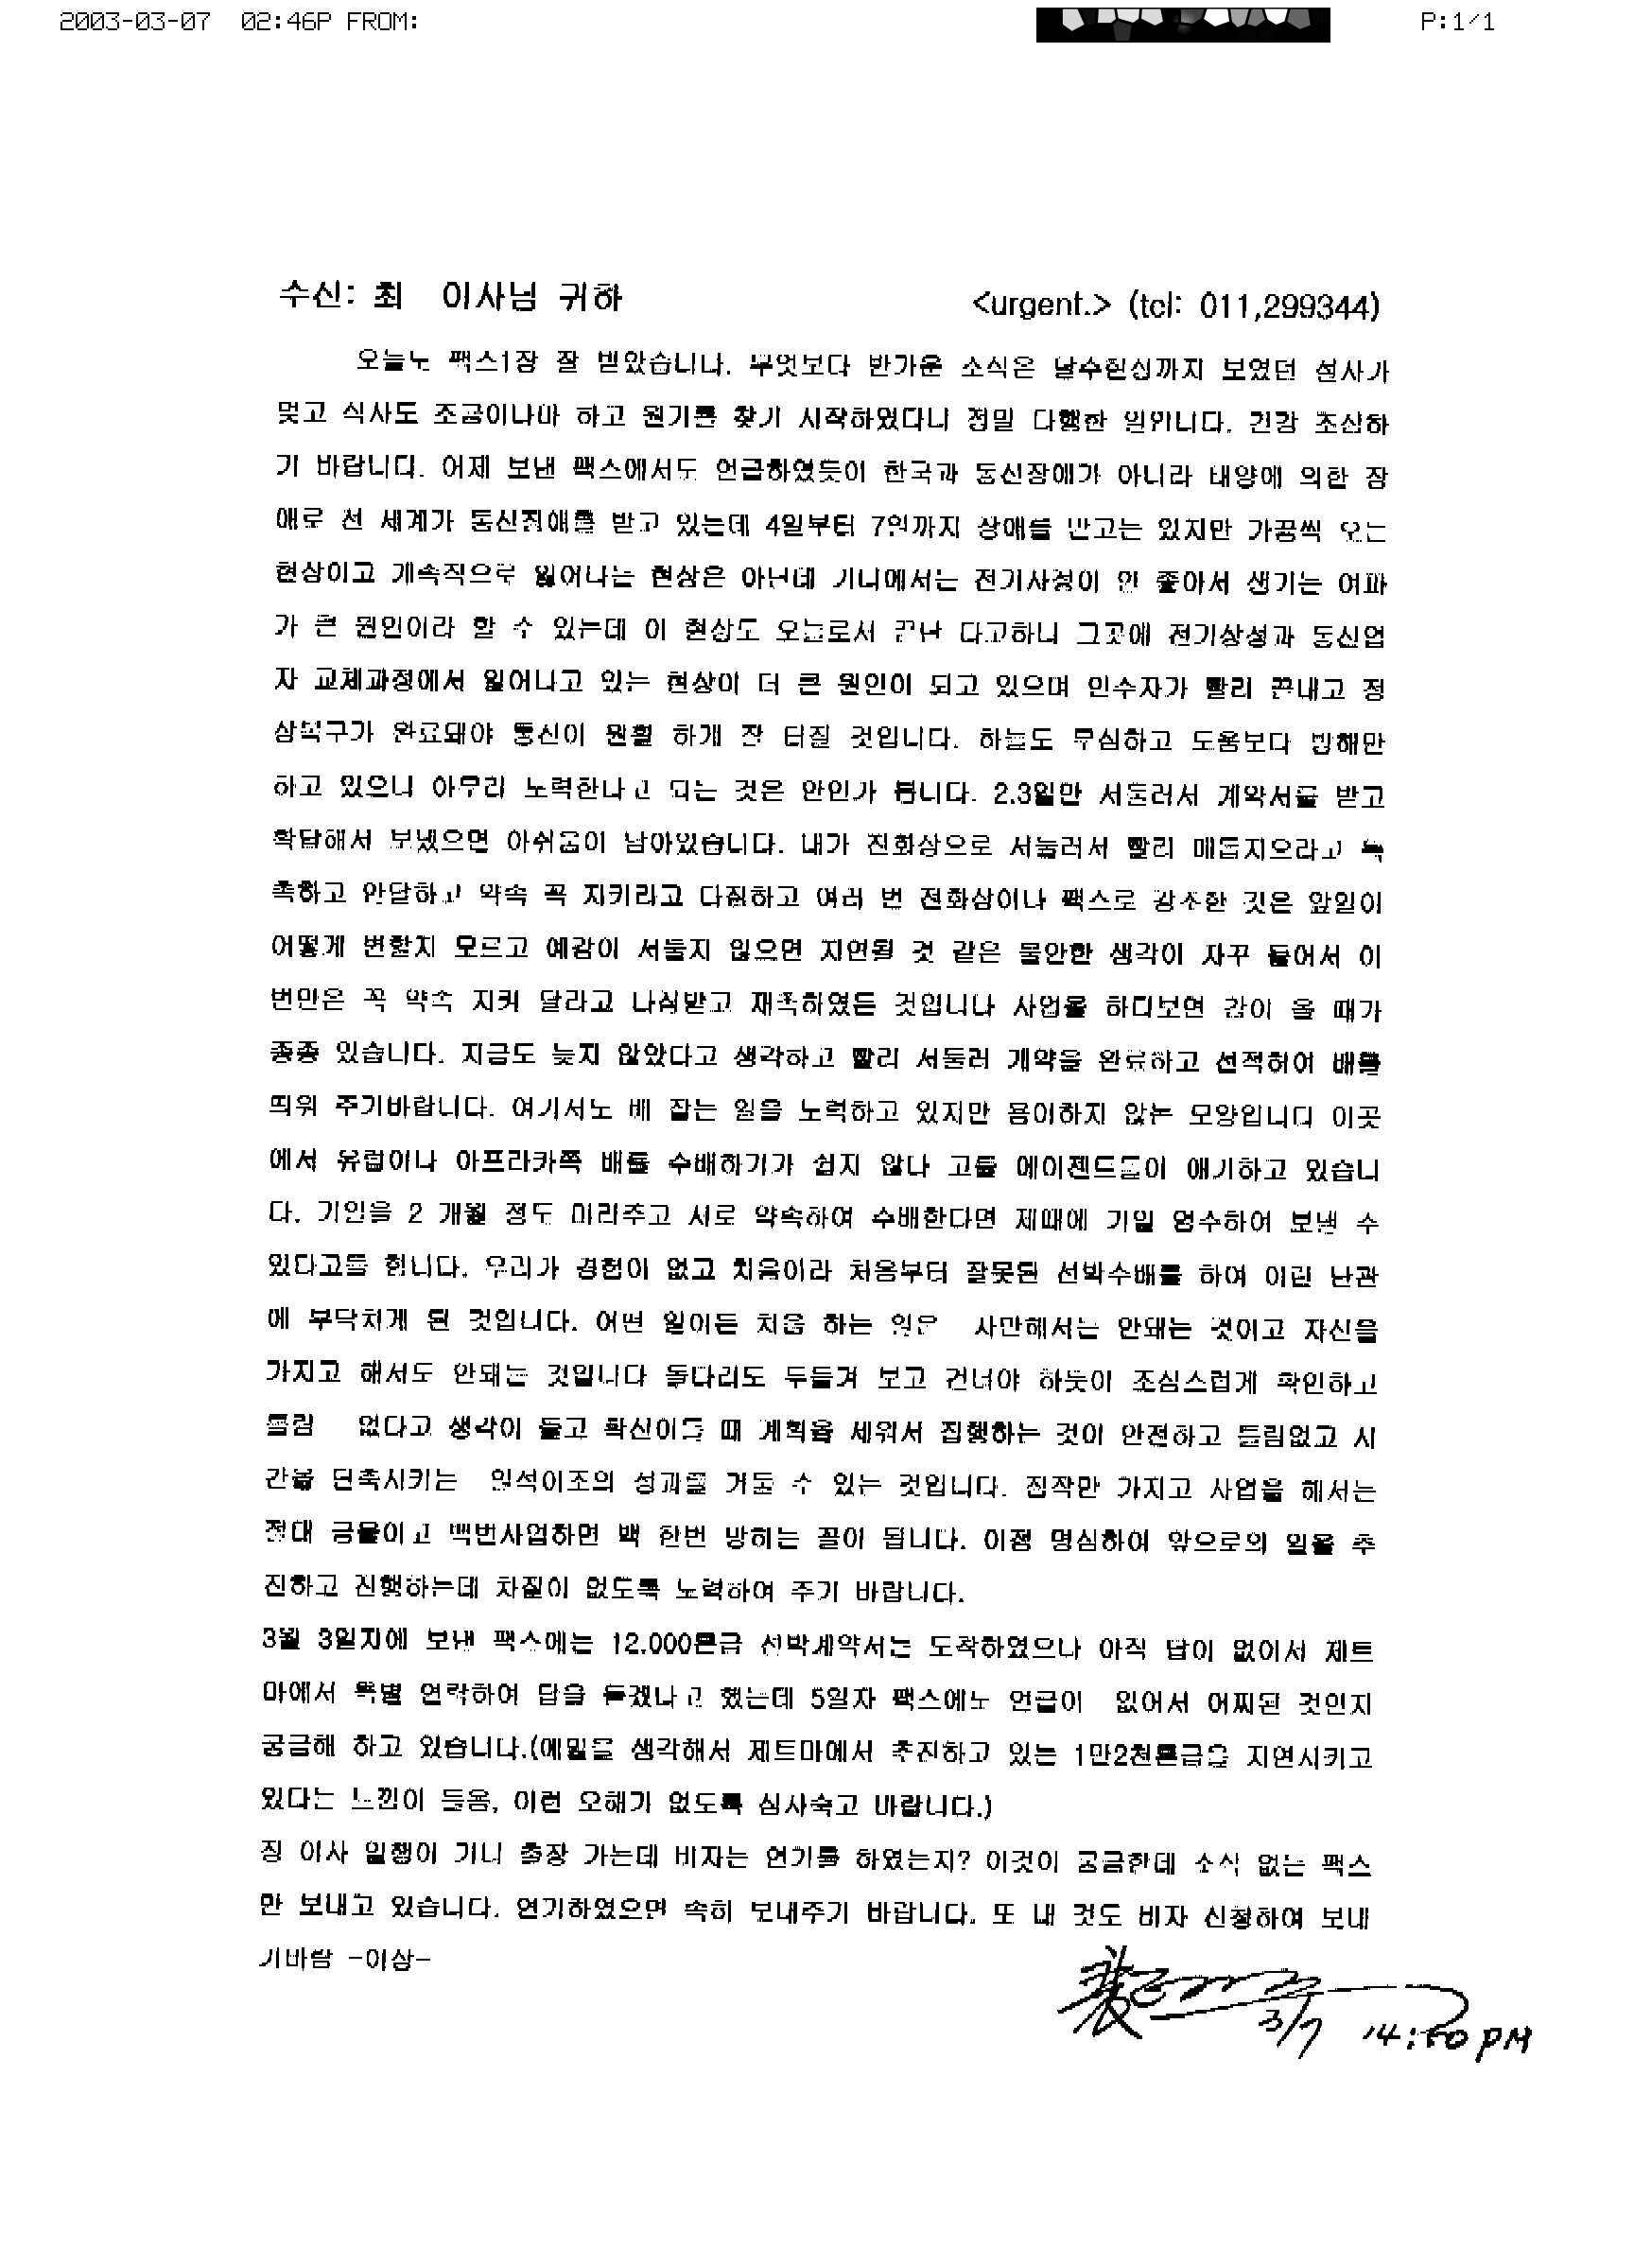 2003-03-07 02:46P FROM: P:1/1
수신: 최 이사님 귀하 <urgent.> (tel: 011,299344)
오늘도 팩스1장 잘 받았습니다. 무엇보다 반가운 소식은 탈수현상까지 보였던 설사가
멎고 식사도 조금이나마 하고 원기를 찾기 시작하였다니 정말 다행한 일입니다. 건강 조심하
기 바랍니다. 어제 보낸 팩스에서도 언급하였듯이 한국과 통신장애가 아니라 태양에 의한 장
애로 전 세계가 통신장애를 받고 있는데 4일부터 7일까지 장애를 받고는 있지만 가끔씩 오는
현상이고 계속적으로 일어나는 현상은 아닌데 기니에서는 전기사정이 안 좋아서 생기는 여파
가 큰 원인이라 할 수 있는데 이 현상도 오늘로서 끝난 다고하니 그곳에 전기상성과 통신업
자 교체과정에서 일어나고 있는 현상이 더 큰 원인이 되고 있으며 인수자가 빨리 끈내고 정
상복구가 완료돼야 통신이 원활 하게 잘 터질 것입니다. 하늘도 무심하고 도움보다 방해만
하고 있으니 아무리 노력한다고 되는 것은 안인가 봅니다. 2.3일만 서둘러서 계약서를 받고
확답해서 보냈으면 아쉬움이 남아있습니다. 내가 전화상으로 서둘러서 빨리 매듭지으라고 독
촉하고 안달하고 약속 꼭 지키라고 다짐하고 여러 번 전화상이나 팩스로 강조한 것은 앞일이
어떻게 변할지 모르고 예감이 서둘지 않으면 지연될 것 같은 불안한 생각이 자꾸 들어서 이
번만은 꼭 약속 지켜 달라고 다짐받고 재촉하였든 것입니다 사업을 하다보면 감이 올 때가
종종 있습니다. 지금도 늦지 않았다고 생각하고 빨리 서둘러 계약을 완료하고 선적하여 배를
띄워 주기바랍니다. 여기서도 배 잡는 일을 노력하고 있지만 용이하지 않는 모양입니다 이곳
에서 유럽이나 아프라카쪽 배를 수배하기가 쉽지 않다 고들 에이젠트들이 얘기하고 있습니
다. 기일을 2 개월 정도 미리주고 서로 약속하여 수배한다면 제때에 기일 엄수하여 보낼 수
있다고들 합니다. 우리가 경험이 없고 처음이라 처음부터 잘못된 선박수배를 하여 이런 난관
에 부닥치게 된 것입니다. 어떤 일이든 처음 하는 일은 자만해서는 안돼는 것이고 자신을
가지고 해서도 안돼는 것입니다 돌다리도 두들겨 보고 건너야 하듯이 조심스럽게 확인하고
틀림 없다고 생각이 들고 확신이들 때 계획을 세워서 집행하는 것이 안전하고 틀림없고 시
간을 단축시키는 일석이조의 성과를 거둘 수 있는 것입니다. 짐작만 가지고 사업을 해서는
절대 금물이고 백번사업하면 백 한번 망하는 꼴이 됩니다. 이점 명심하여 앞으로의 일을 추
진하고 진행하는데 차질이 없도록 노력하여 주기 바랍니다.
3월 3일자에 보낸 팩스에는 12.000톤급 선박계약서는 도착하였으나 아직 답이 없어서 제트
마에서 특별 연락하여 답을 듣겠다고 했는데 5일자 팩스에도 언급이 없어서 어찌된 것인지
궁금해 하고 있습니다.(에밀을 생각해서 제트마에서 추진하고 있는 1만2천톤급을 지연시키고
있다는 느낌이 들음, 이런 오해가 없도록 심사숙고 바랍니다.)
정 이사 일행이 기니 출장 가는데 비자는 연기를 하였는지? 이것이 궁금한데 소식 없는 팩스
만 보내고 있습니다. 연기하였으면 속히 보내주기 바랍니다. 또 내 것도 비자 신청하여 보내
기바람 -이상-
3/7 14:50 PM